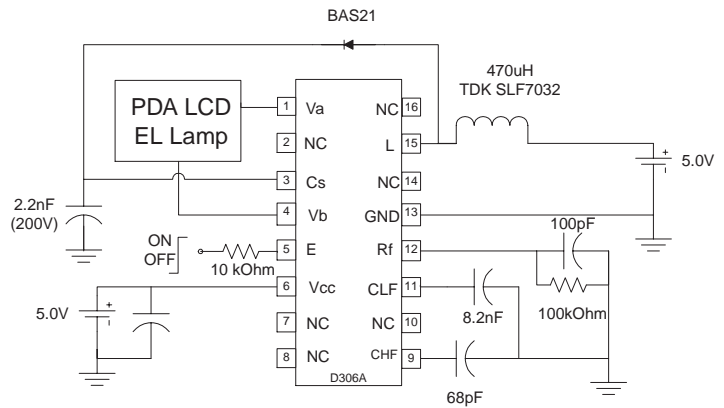 BAS21
470uH
TDK SLF7032
PDA LCD
EL Lamp
1 Va
NC 16
2 NC
L 15
5.0V
+
-
3 Cs
NC 14
2.2nF
(200V)
4 Vb
GND 13
100pF
ON
OFF
10 kOhm
5 E
Rf 12
6 Vcc
CLF 11
100kOhm
5.0V
+
-
8.2nF
7 NC
NC 10
8 NC
CHF 9
D306A
68pF